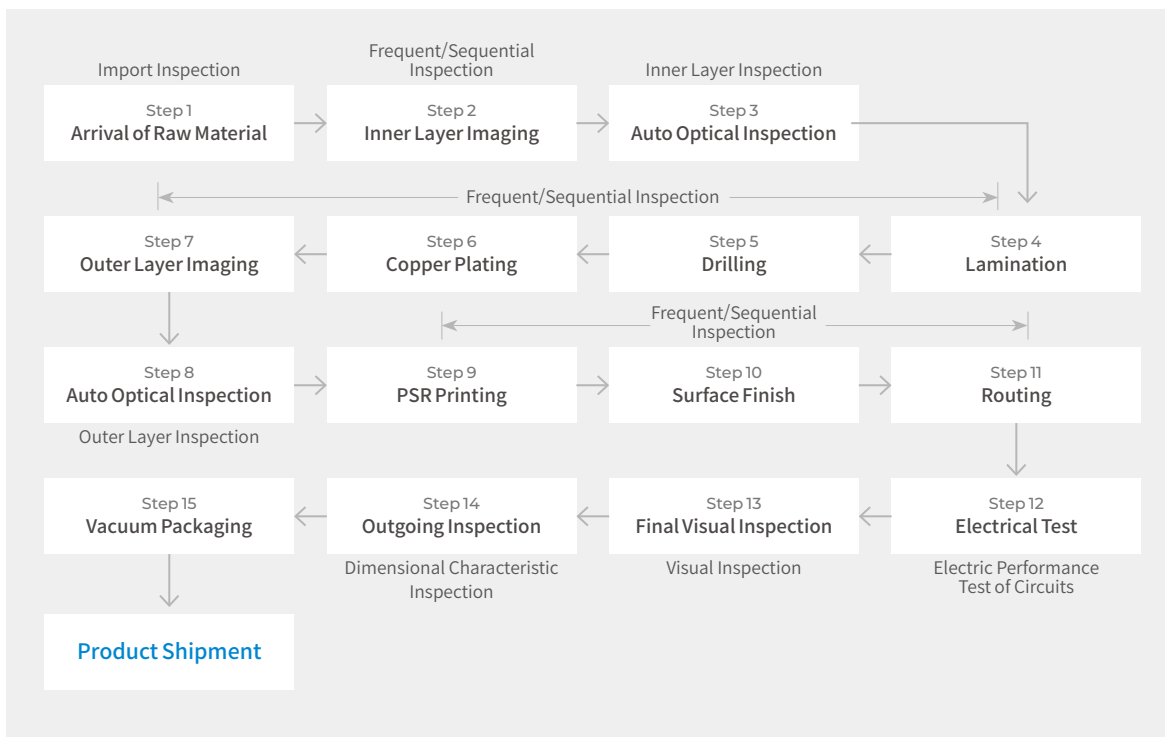 Import Inspection
Frequent/Sequential
Inspection
Inner Layer Inspection
Step 1
Arrival of Raw Material
Step 2
Inner Layer Imaging
Step 3
Auto Optical Inspection
Frequent/Sequential Inspection
Step 7
Outer Layer Imaging
Step 6
Copper Plating
Step 5
Drilling
Step 4
Lamination
Frequent/Sequential
Inspection
Step 8
Auto Optical Inspection
Outer Layer Inspection
Step 9
PSR Printing
Step 10
Surface Finish
Step 11
Routing
Step 15
Vacuum Packaging
Step 14
Outgoing Inspection
Dimensional Characteristic
Inspection
Step 13
Final Visual Inspection
Visual Inspection
Step 12
Electrical Test
Electric Performance
Test of Circuits
Product Shipment